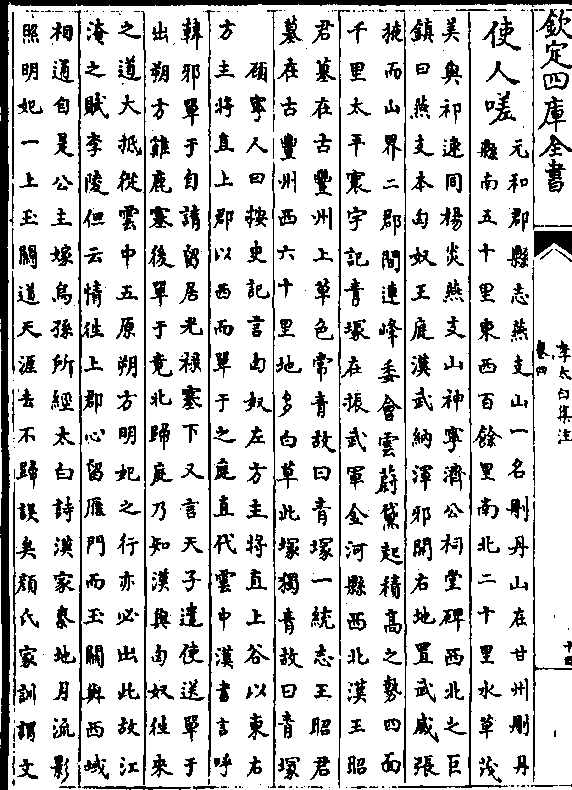 欽定四庫全書
李太白集注
卷四
十四
使人嗟
元和郡縣志燕支山一名刪丹山在甘州刪丹
縣南五十里東西百餘里南北二十里水草茂
美與祁連同楊炎燕支山神寧濟公祠堂碑西北之巨
鎮曰燕支本匈奴王庭漢武納渾邪開右地置武威張
掖而山界二郡間連峰委會雲蔚黛起積高之勢四面
千里太平寰宇記青塚在振武軍金河縣西北漢王昭
君墓在古豐州上草色常青故曰青塚一統志王昭君
墓在古豐州西六十里地多白草此塚獨青故曰青塚
顧寧人曰按史記言匈奴左方主將直上谷以東右
方主將直上郡以西而單于之庭直代雲中漢書言呼
韓邪單于自請留居光祿塞下又言天子遣使送單于
出朔方雞鹿塞後單于竟北歸庭乃知漢與匈奴往來
之道大抵從雲中五原朔方明妃之行亦必出此故江
淹之賦李陵但云情往上郡心留雁門而玉關與西域
相通自是公主嫁烏孫所經太白詩漢家秦地月流影
照明妃一上玉關道天涯去不歸誤矣顏氏家訓謂文